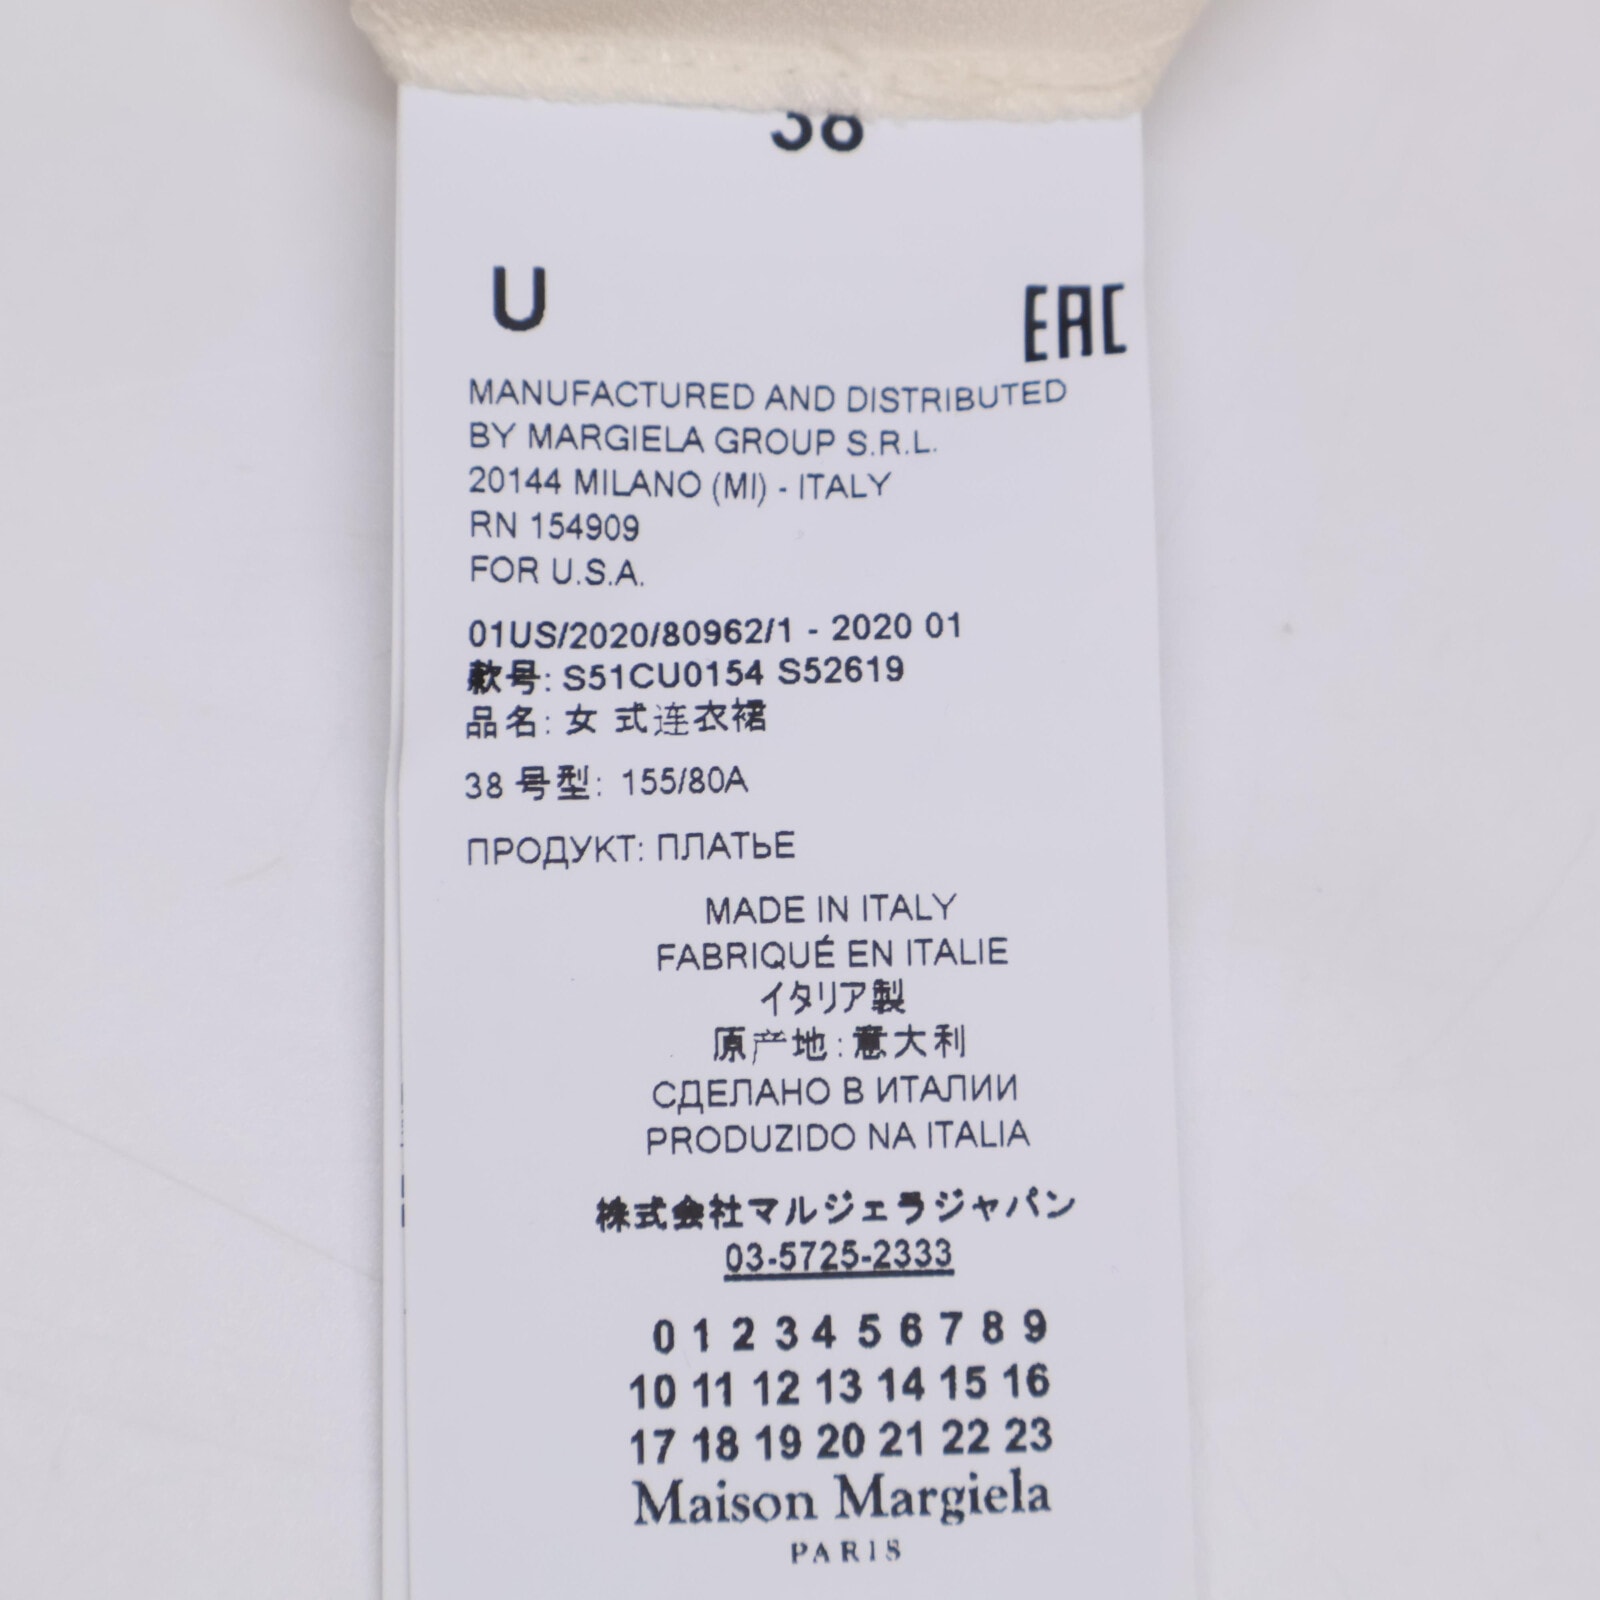 38
U
EAC
MANUFACTURED AND DISTRIBUTED
BY MARGIELA GROUP S.R.L.
20144 MILANO (MI) - ITALY
RN 154909
FOR U.S.A.
01US/2020/80962/1 - 2020 01
款号: S51CU0154 S52619
品名: 女 式连衣裙
38 号型: 155/80A
ПРОДУКТ: ПЛАТЬЕ
MADE IN ITALY
FABRIQUÉ EN ITALIE
イタリア製
原产地: 意大利
СДЕЛАНО В ИТАЛИИ
PRODUZIDO NA ITALIA
株式会社マルジェラジャパン
03-5725-2333
0 1 2 3 4 5 6 7 8 9
10 11 12 13 14 15 16
17 18 19 20 21 22 23
Maison Margiela
PARIS